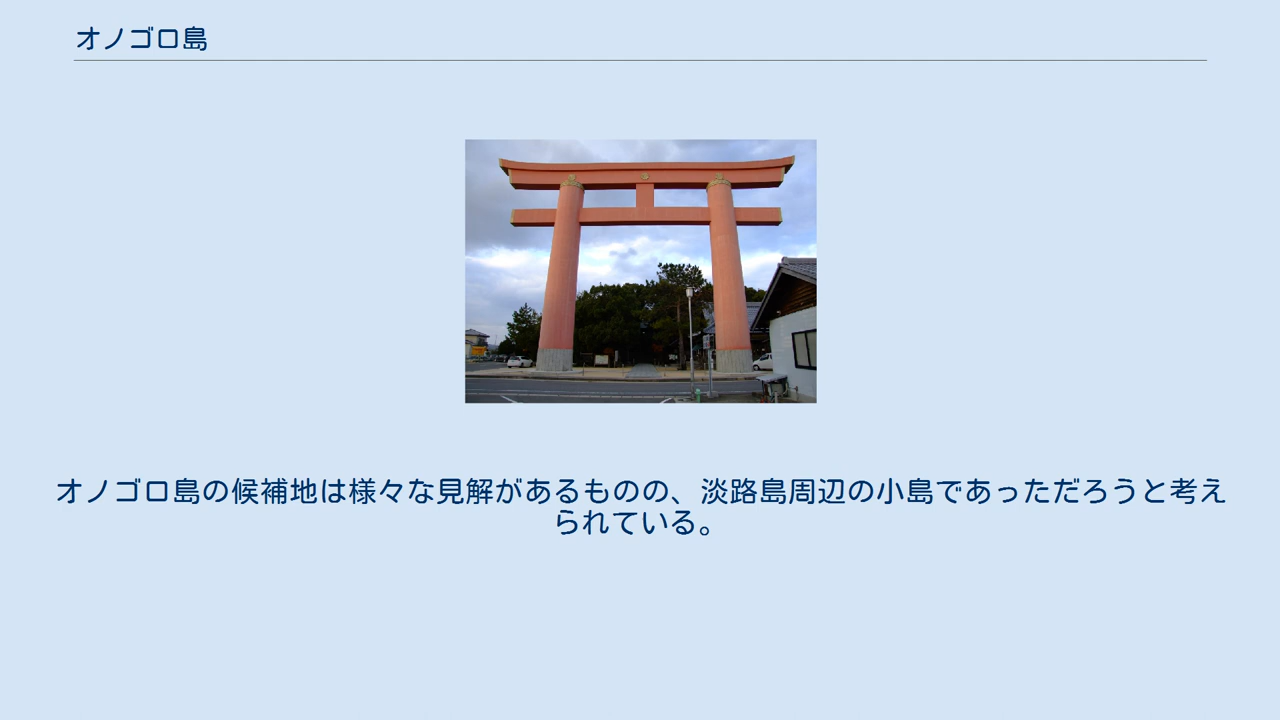 オノゴロ島
オノゴロ島の候補地は様々な見解があるものの、淡路島周辺の小島であっただろうと考え
られている。